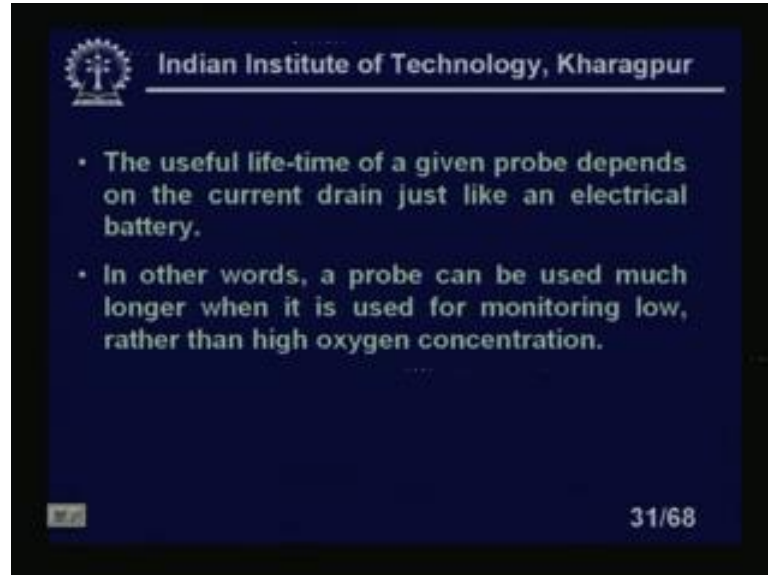 Indian Institute of Technology, Kharagpur
• The useful life-time of a given probe depends
on the current drain just like an electrical
battery.
• In other words, a probe can be used much
longer when it is used for monitoring low,
rather than high oxygen concentration.
31/68